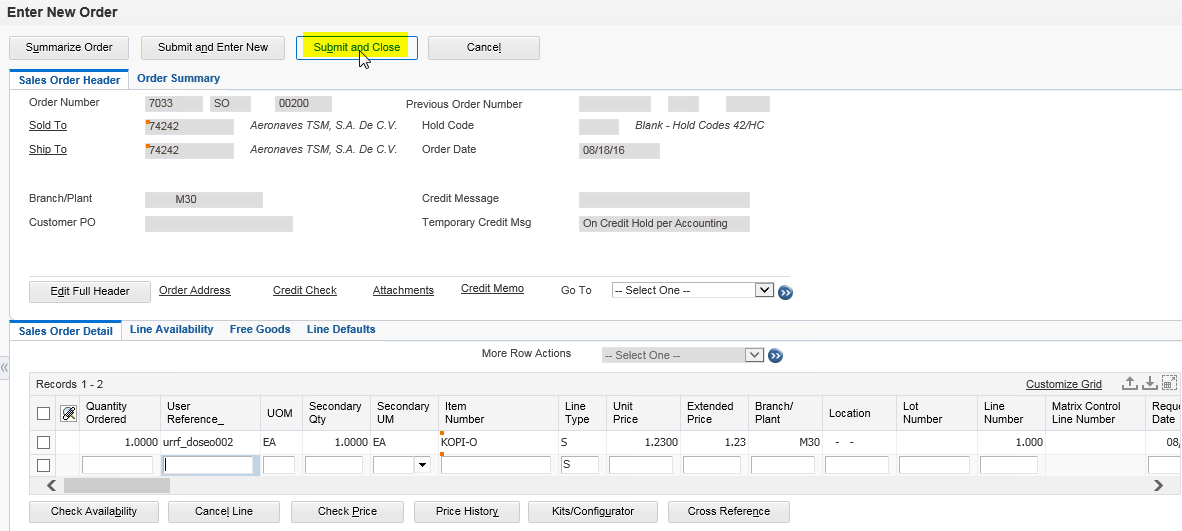 Enter New Order
Summarize Order Submit and Enter New Submit and Close Cancel
Sales Order Header Order Summary
Order Number 7033 SO 00200 Previous Order Number
Sold To 74242 Aeronaves TSM, S.A. De C.V. Hold Code Blank - Hold Codes 42/HC
Ship To 74242 Aeronaves TSM, S.A. De C.V. Order Date 08/18/16
Branch/Plant M30 Credit Message
Customer PO Temporary Credit Msg On Credit Hold per Accounting
Edit Full Header Order Address Credit Check Attachments Credit Memo Go To -- Select One --
Sales Order Detail Line Availability Free Goods Line Defaults
More Row Actions -- Select One --
Records 1 - 2 Customize Grid
Quantity Ordered User Reference_ UOM Secondary Qty Secondary UM Item Number Line Type Unit Price Extended Price Branch/ Plant Location Lot Number Line Number Matrix Control Line Number Reque Date
1.0000 urrf_doseo002 EA 1.0000 EA KOPI-O S 1.2300 1.23 M30 - - 1.000 08/
S
Check Availability Cancel Line Check Price Price History Kits/Configurator Cross Reference